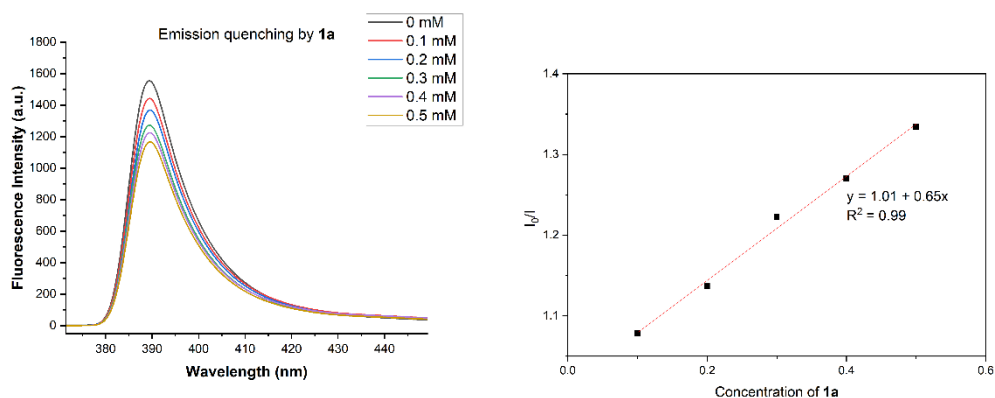 Emission quenching by 1a
0 mM
0.1 mM
0.2 mM
0.3 mM
0.4 mM
0.5 mM
Fluorescence Intensity (a.u.)
1800
1600
1400
1200
1000
800
600
400
200
0
380 390 400 410 420 430 440
Wavelength (nm)
I₀/I
1.4
1.3
1.2
1.1
y = 1.01 + 0.65x
R² = 0.99
0.0 0.2 0.4 0.6
Concentration of 1a